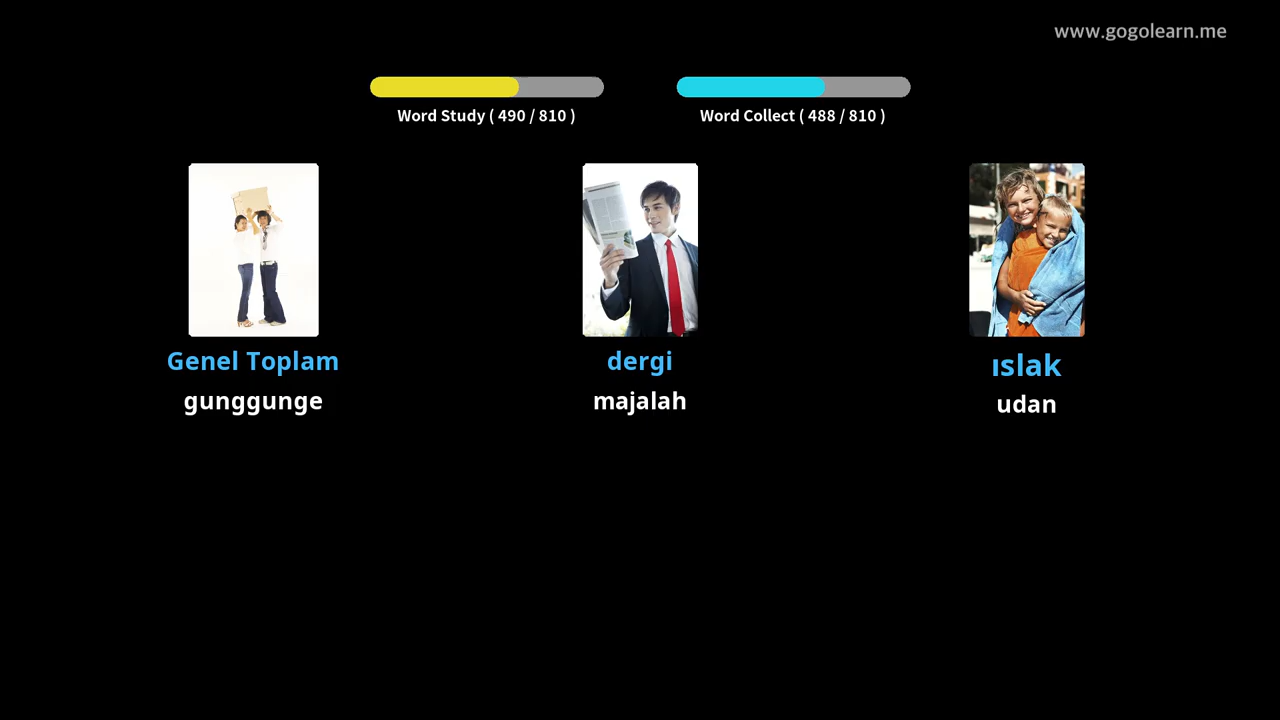 www.gogolearn.me
Word Study ( 490 / 810 )
Word Collect ( 488 / 810 )
Genel Toplam
dergi
ıslak
gunggunge
majalah
udan